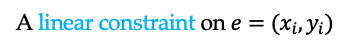 A linear constraint on e = (xᵢ, yᵢ)